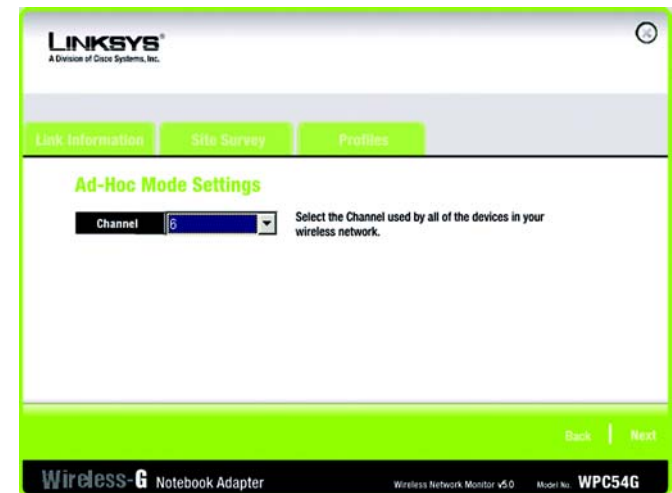 LINKSYS®
A Division of Cisco Systems, Inc.
Link Information Site Survey Profiles
Ad-Hoc Mode Settings
Channel 6 Select the Channel used by all of the devices in your
wireless network.
Back Next
Wireless-G Notebook Adapter Wireless Network Monitor v5.0 Model No. WPC54G